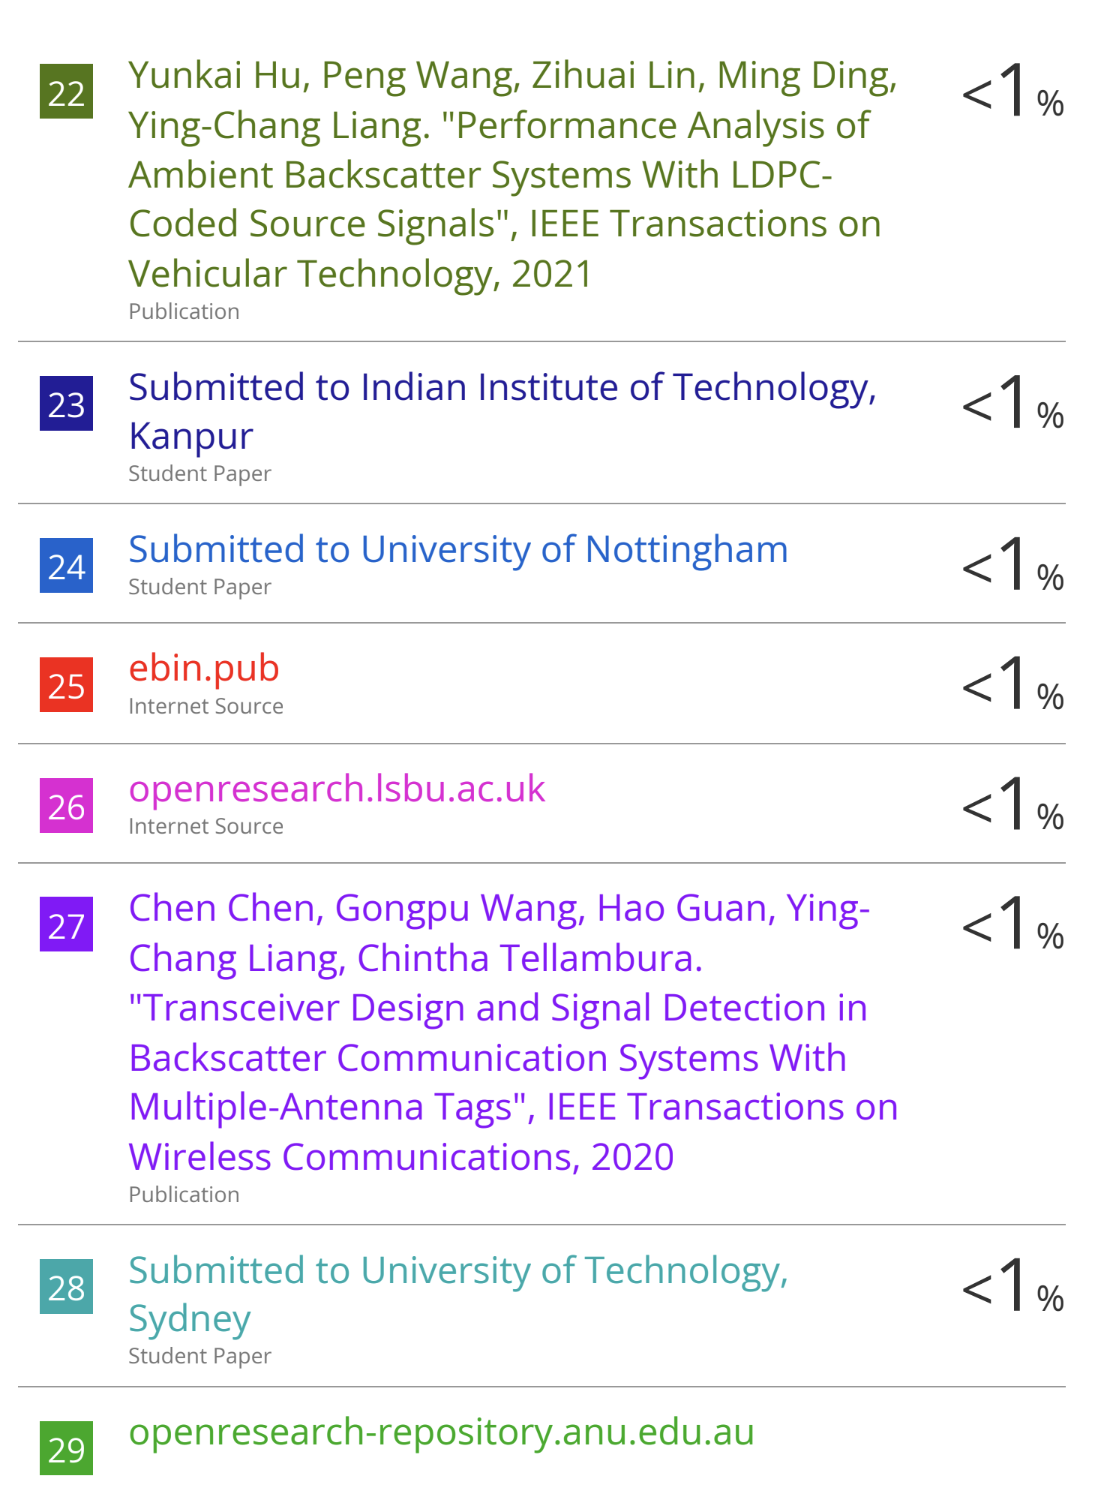 22
Yunkai Hu, Peng Wang, Zihuai Lin, Ming Ding,
Ying-Chang Liang. "Performance Analysis of
Ambient Backscatter Systems With LDPC-
Coded Source Signals", IEEE Transactions on
Vehicular Technology, 2021
Publication
<1%
23
Submitted to Indian Institute of Technology,
Kanpur
Student Paper
<1%
24
Submitted to University of Nottingham
Student Paper
<1%
25
ebin.pub
Internet Source
<1%
26
openresearch.lsbu.ac.uk
Internet Source
<1%
27
Chen Chen, Gongpu Wang, Hao Guan, Ying-
Chang Liang, Chintha Tellambura.
"Transceiver Design and Signal Detection in
Backscatter Communication Systems With
Multiple-Antenna Tags", IEEE Transactions on
Wireless Communications, 2020
Publication
<1%
28
Submitted to University of Technology,
Sydney
Student Paper
<1%
29
openresearch-repository.anu.edu.au